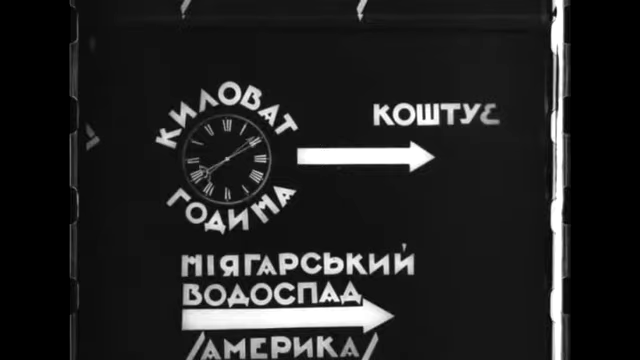 КИЛОВАТ
ГОДИНА
КОШТУЄ
НІЯГАРСЬКИЙ
ВОДОСПАД
/АМЕРИКА/